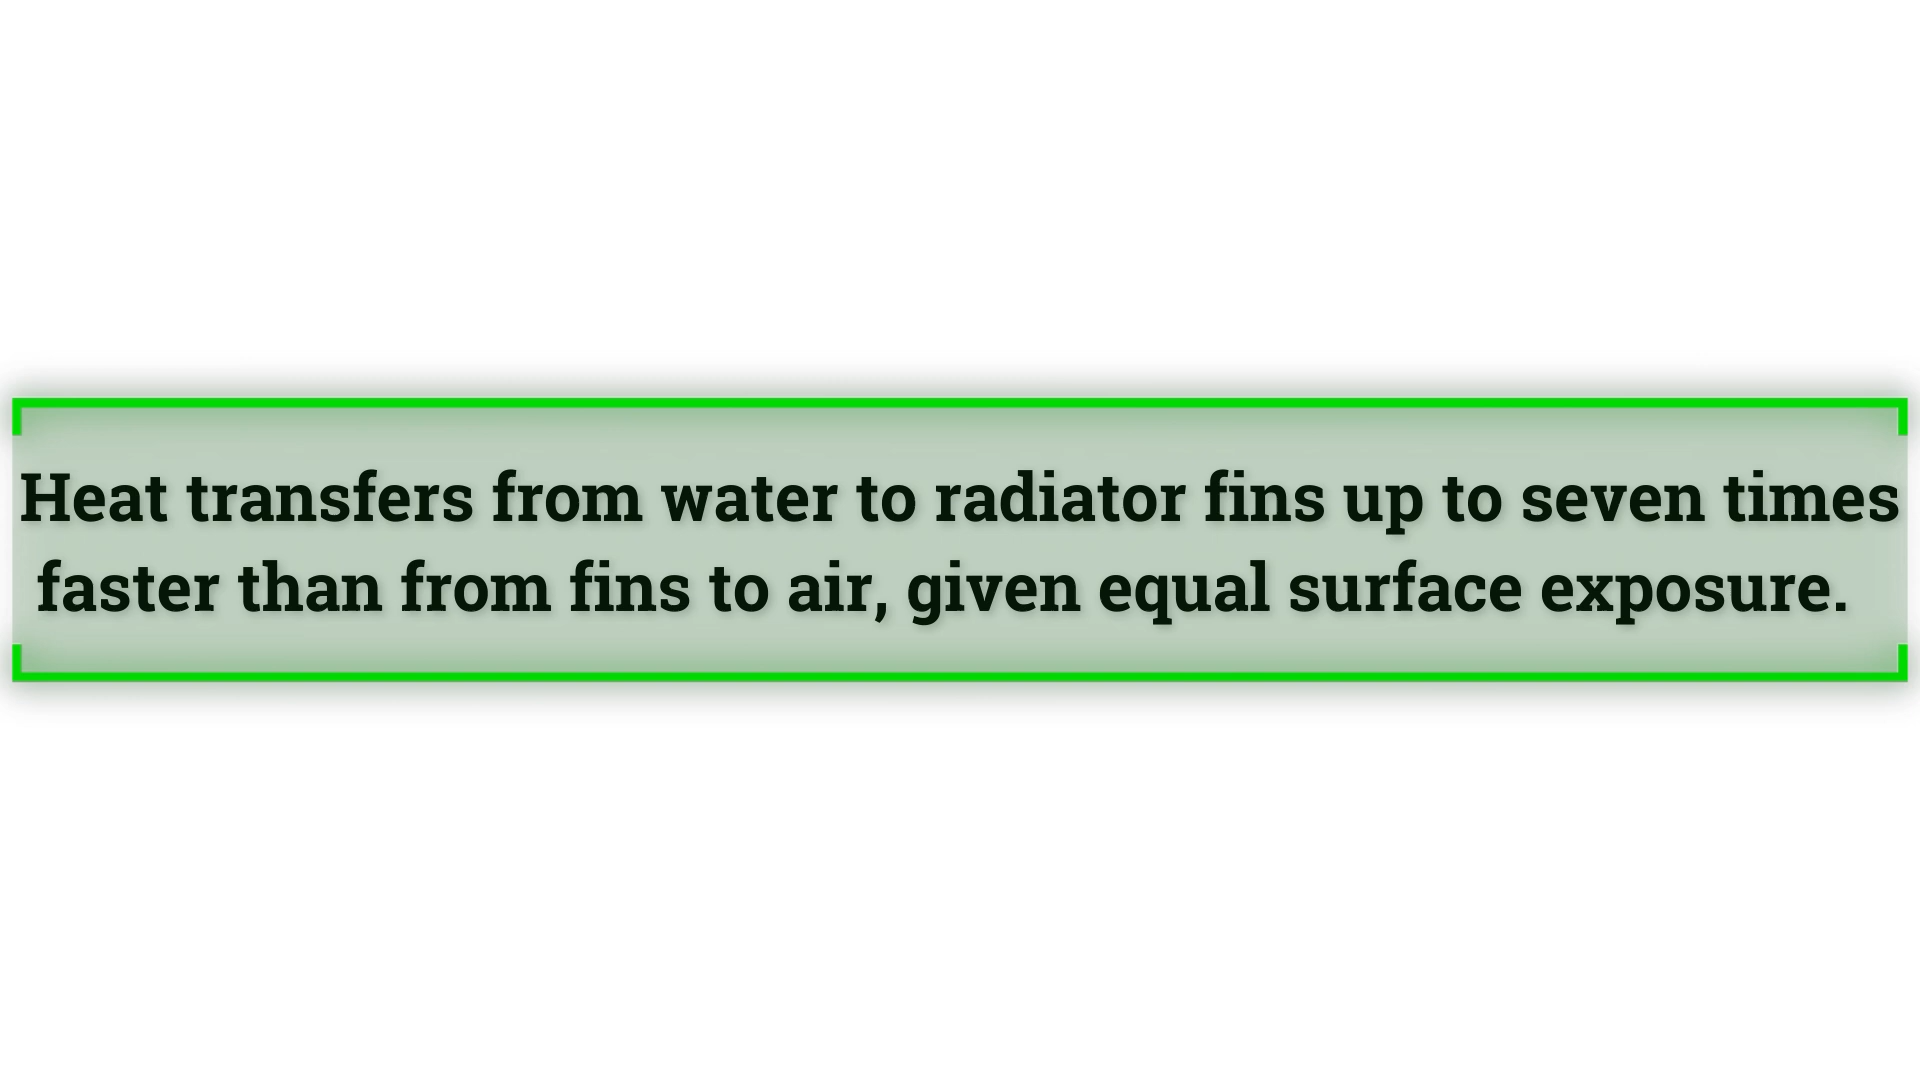 Heat transfers from water to radiator fins up to seven times
faster than from fins to air, given equal surface exposure.